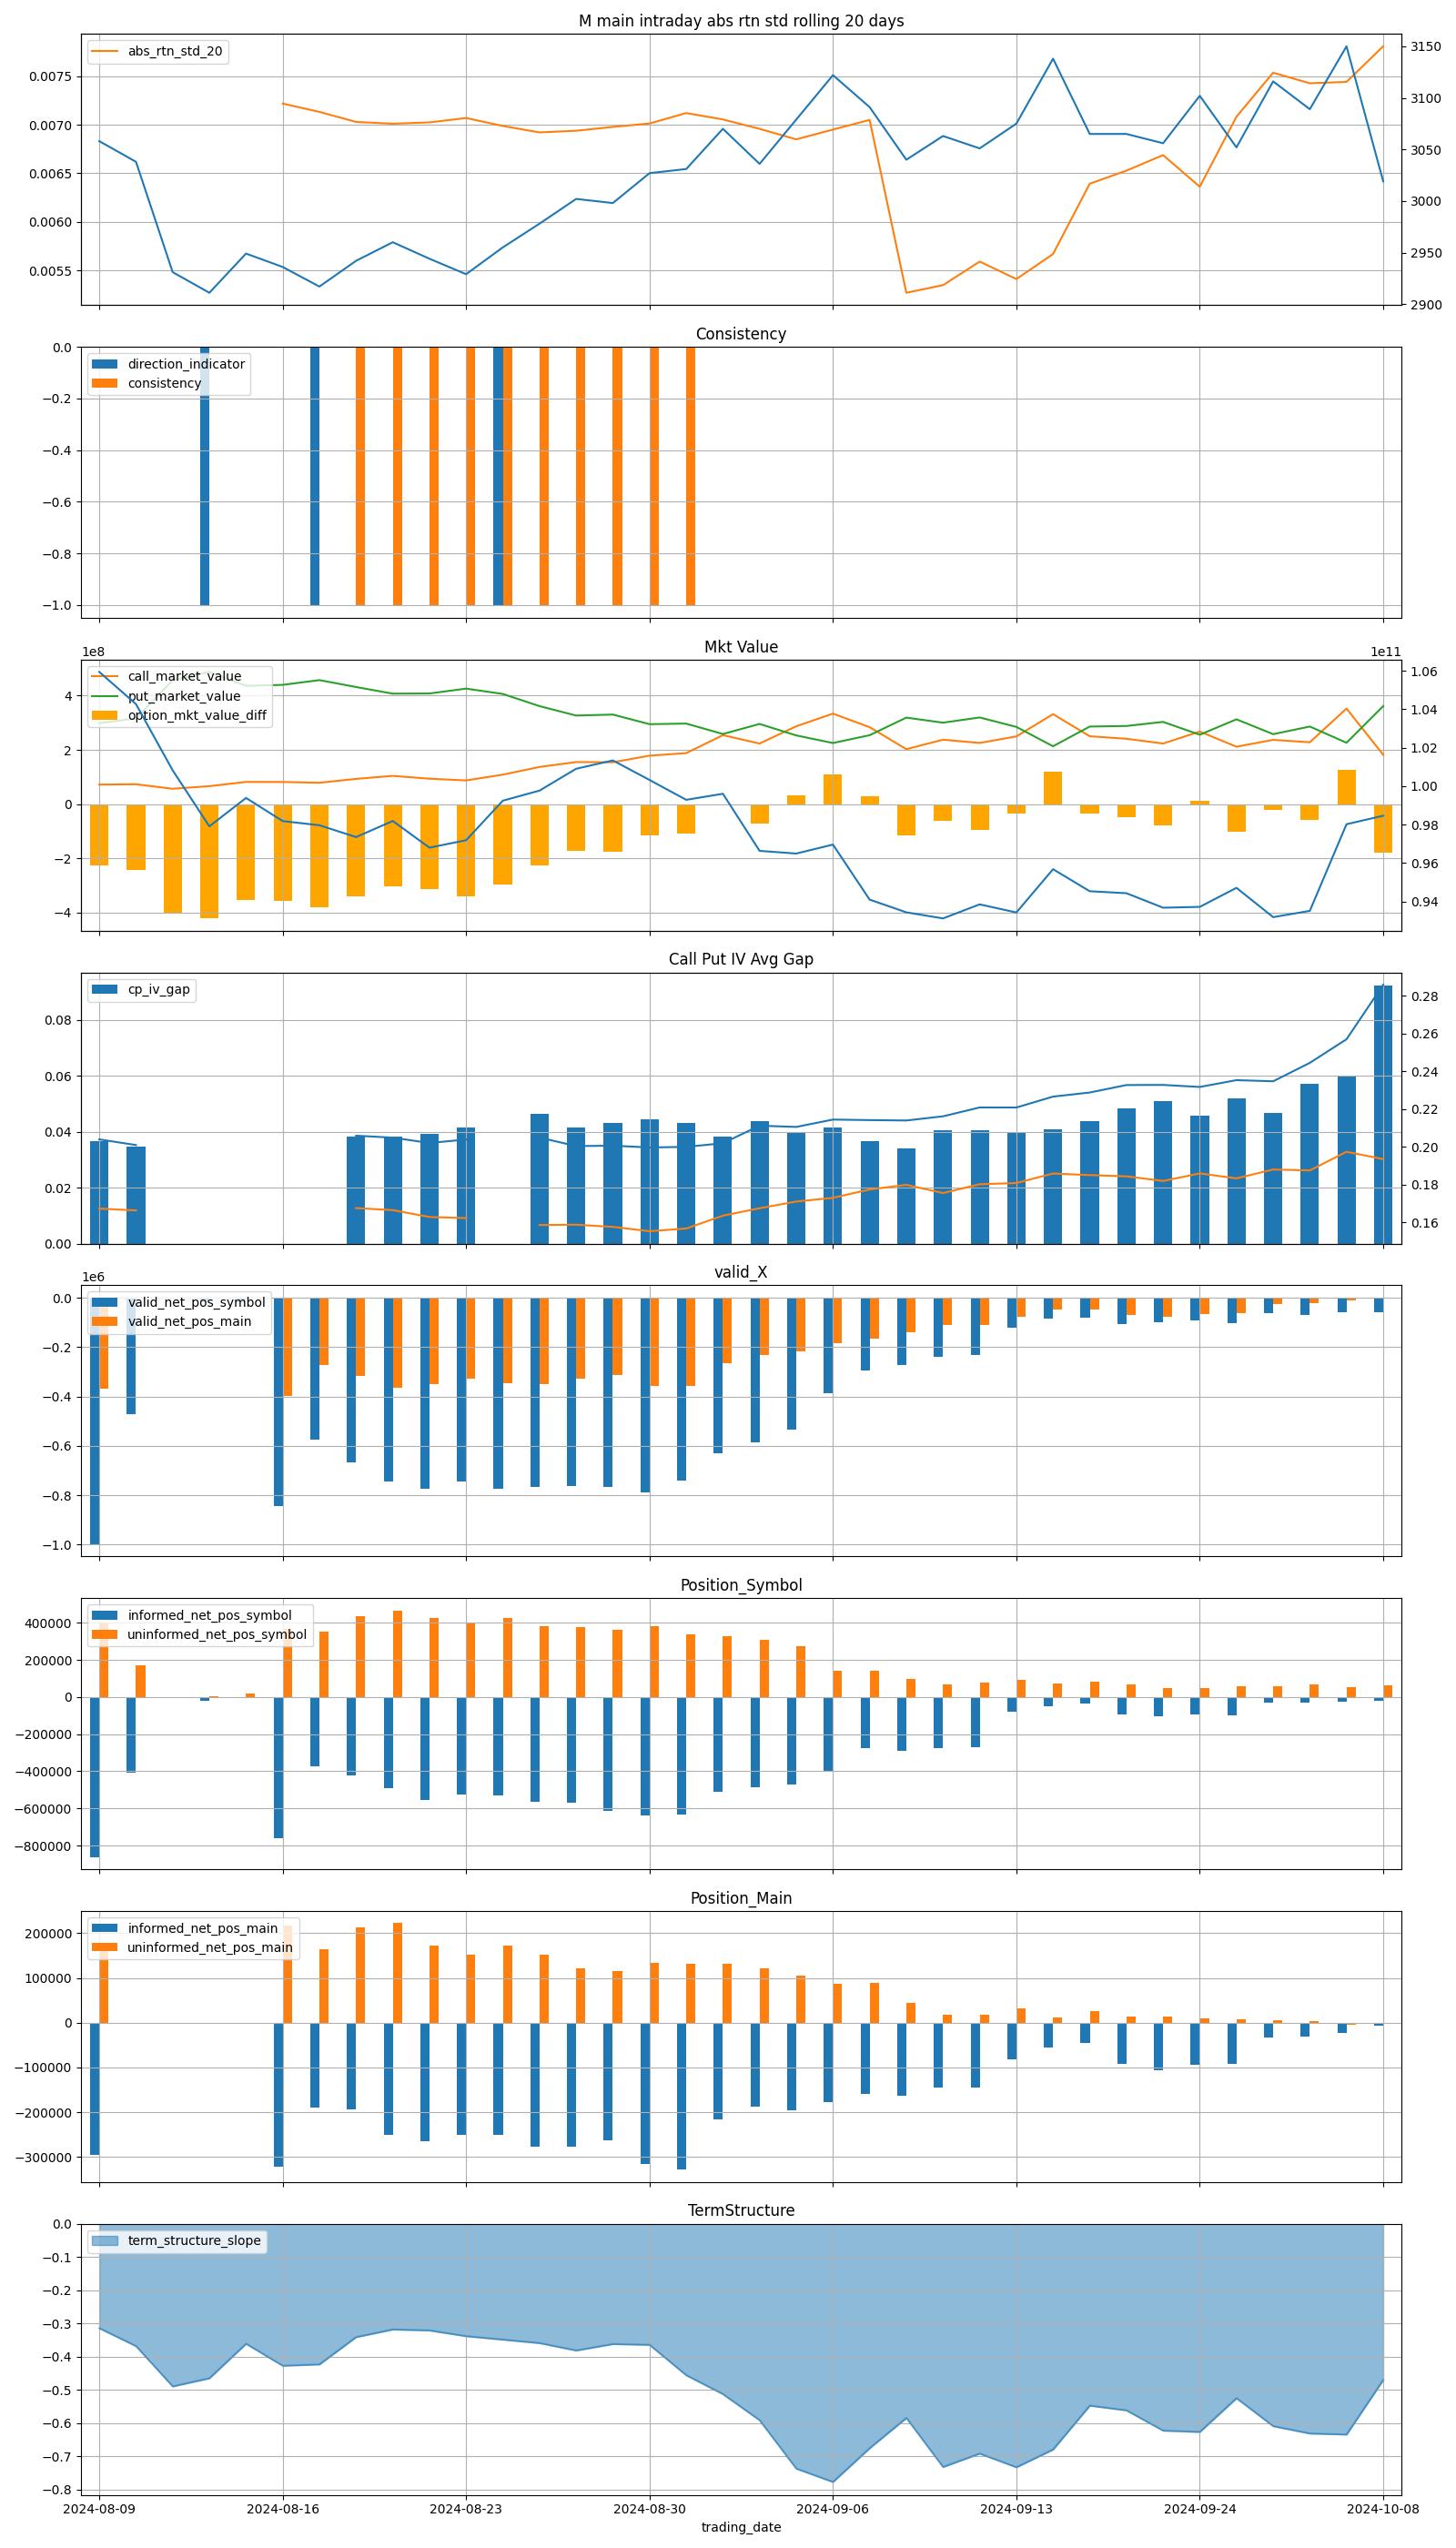 M main intraday abs rtn std rolling 20 days
abs_rtn_std_20
0.0075
0.0070
0.0065
0.0060
0.0055
3150
3100
3050
3000
2950
2900
Consistency
direction_indicator
consistency
0.0
−0.2
−0.4
−0.6
−0.8
−1.0
Mkt Value
1e8
1e11
call_market_value
put_market_value
option_mkt_value_diff
4
2
0
−2
−4
1.06
1.04
1.02
1.00
0.98
0.96
0.94
Call Put IV Avg Gap
cp_iv_gap
0.08
0.06
0.04
0.02
0.00
0.28
0.26
0.24
0.22
0.20
0.18
0.16
valid_X
1e6
valid_net_pos_symbol
valid_net_pos_main
0.0
−0.2
−0.4
−0.6
−0.8
−1.0
Position_Symbol
informed_net_pos_symbol
uninformed_net_pos_symbol
400000
200000
0
−200000
−400000
−600000
−800000
Position_Main
informed_net_pos_main
uninformed_net_pos_main
200000
100000
0
−100000
−200000
−300000
TermStructure
term_structure_slope
0.0
−0.1
−0.2
−0.3
−0.4
−0.5
−0.6
−0.7
−0.8
2024-08-09 2024-08-16 2024-08-23 2024-08-30 2024-09-06 2024-09-13 2024-09-24 2024-10-08
trading_date